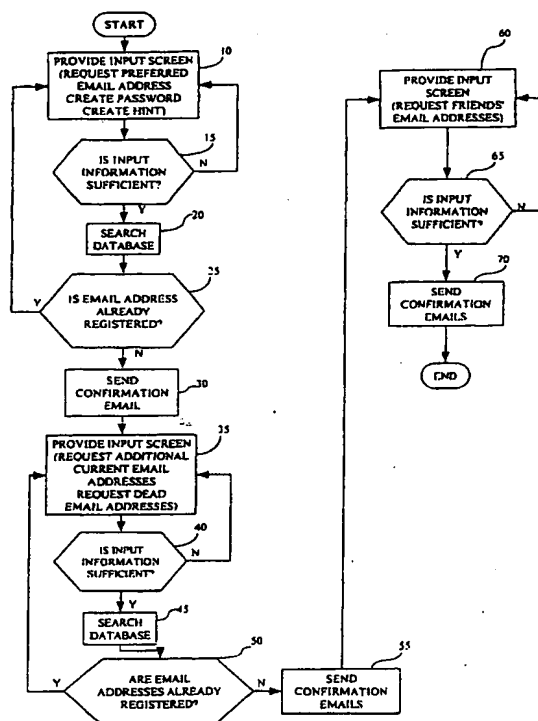 START
10
PROVIDE INPUT SCREEN
(REQUEST PREFERRED
EMAIL ADDRESS
CREATE PASSWORD
CREATE HINT)
15
IS INPUT
INFORMATION
SUFFICIENT?
N
Y
20
SEARCH
DATABASE
25
IS EMAIL ADDRESS
ALREADY
REGISTERED?
Y
N
30
SEND
CONFIRMATION
EMAIL
35
PROVIDE INPUT SCREEN
(REQUEST ADDITIONAL
CURRENT EMAIL
ADDRESSES
REQUEST DEAD
EMAIL ADDRESSES)
40
IS INPUT
INFORMATION
SUFFICIENT?
N
Y
45
SEARCH
DATABASE
50
ARE EMAIL
ADDRESSES ALREADY
REGISTERED?
Y
N
55
SEND
CONFIRMATION
EMAILS
60
PROVIDE INPUT
SCREEN
(REQUEST FRIENDS'
EMAIL ADDRESSES)
65
IS INPUT
INFORMATION
SUFFICIENT?
N
Y
70
SEND
CONFIRMATION
EMAILS
END